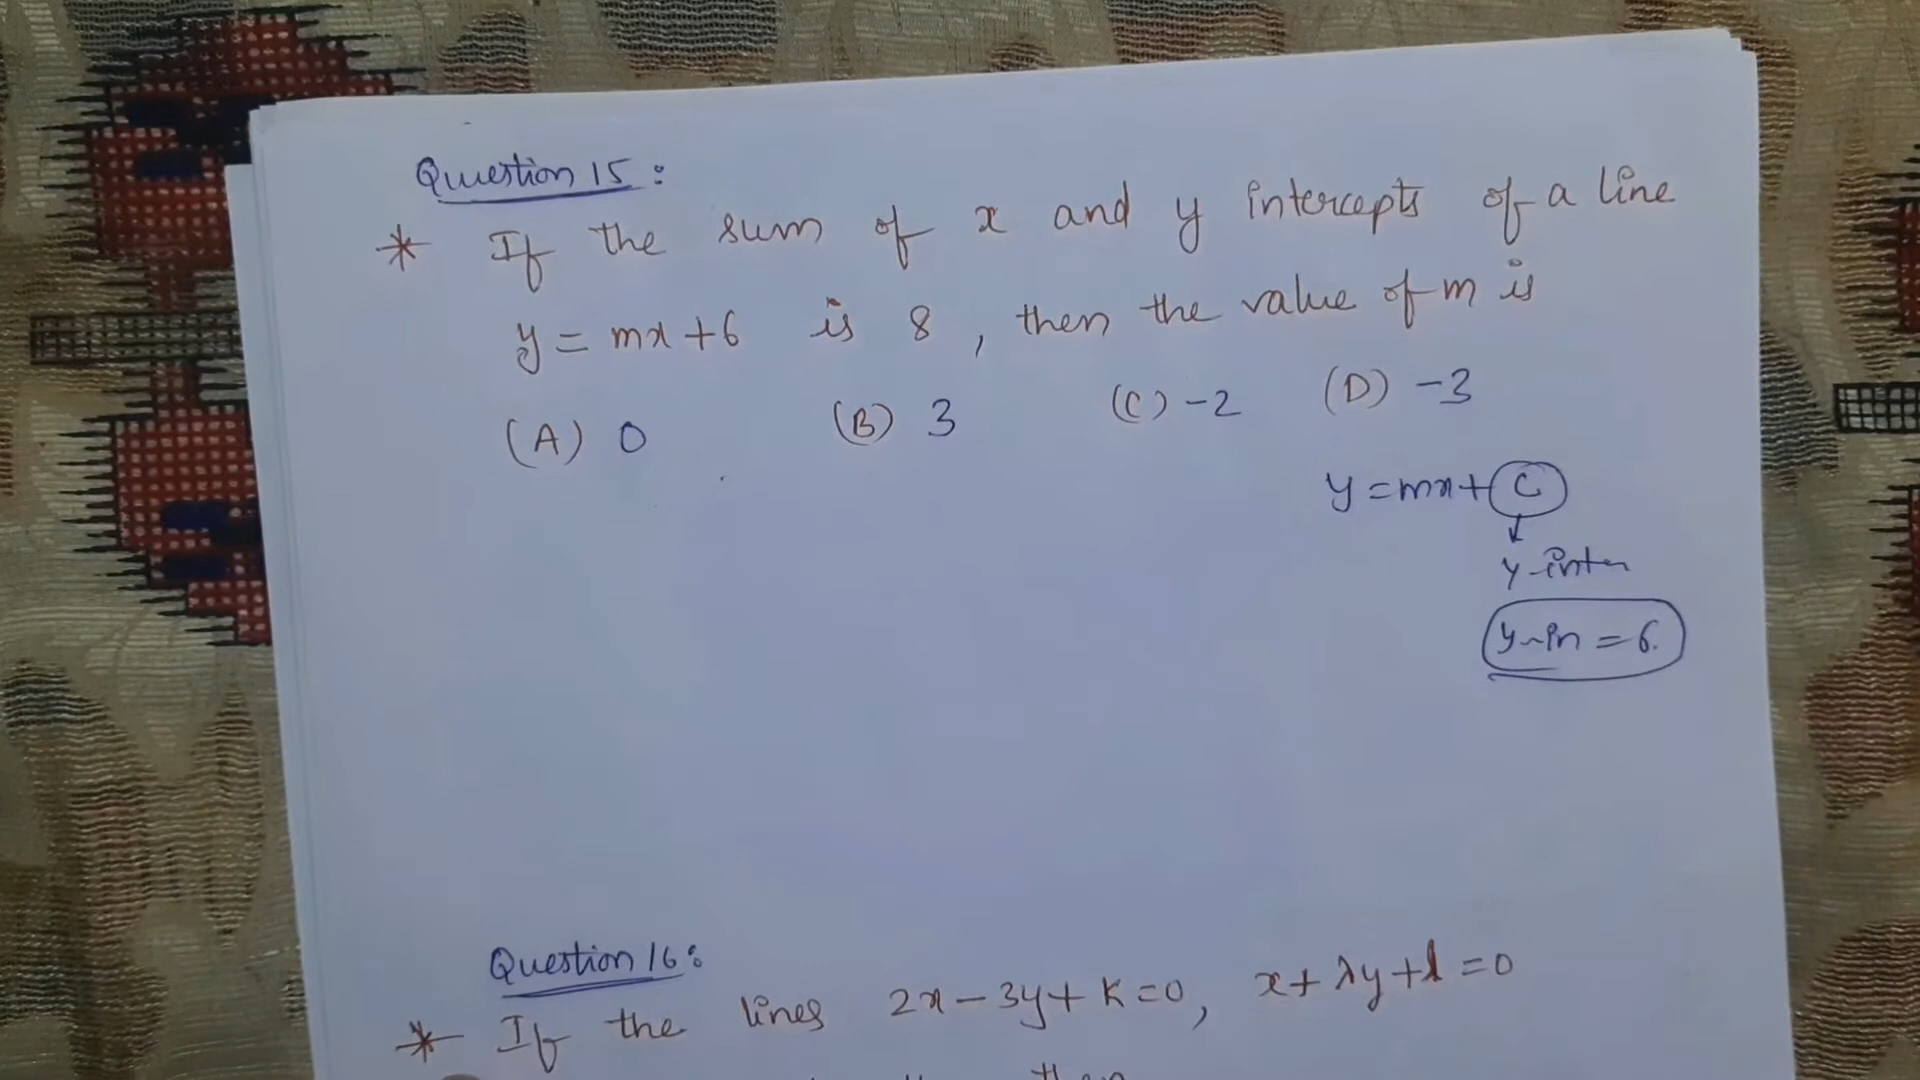 Question 15 :
* If the sum of x and y intercepts of a line
y = mx + 6 is 8 , then the value of m is
(A) 0 (B) 3 (C) -2 (D) -3
y = mx + c
y-inter
y-in = 6.
Question 16 :
* If the lines 2x - 3y + k = 0, x + λy + l = 0